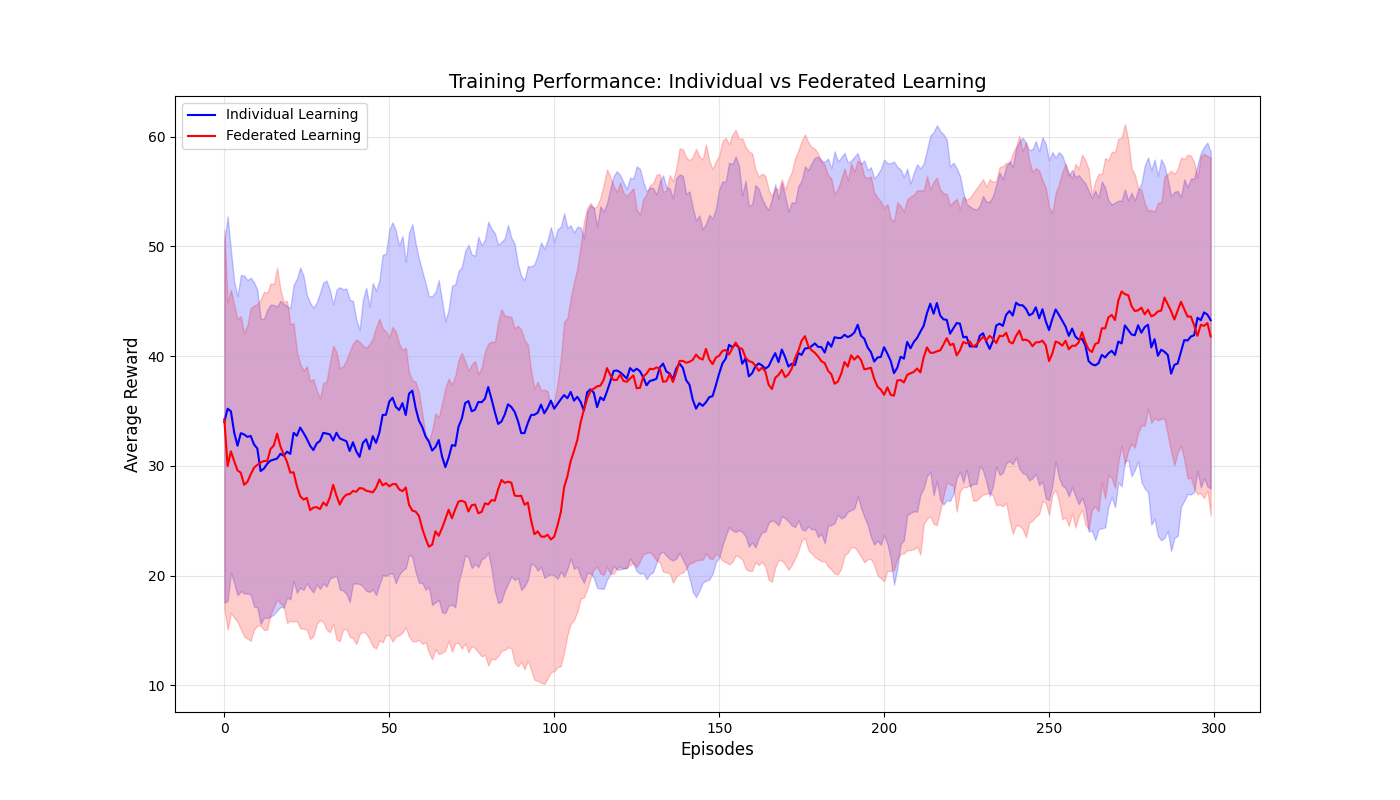 Training Performance: Individual vs Federated Learning
Individual Learning
Federated Learning
Average Reward
60
50
40
30
20
10
0 50 100 150 200 250 300
Episodes